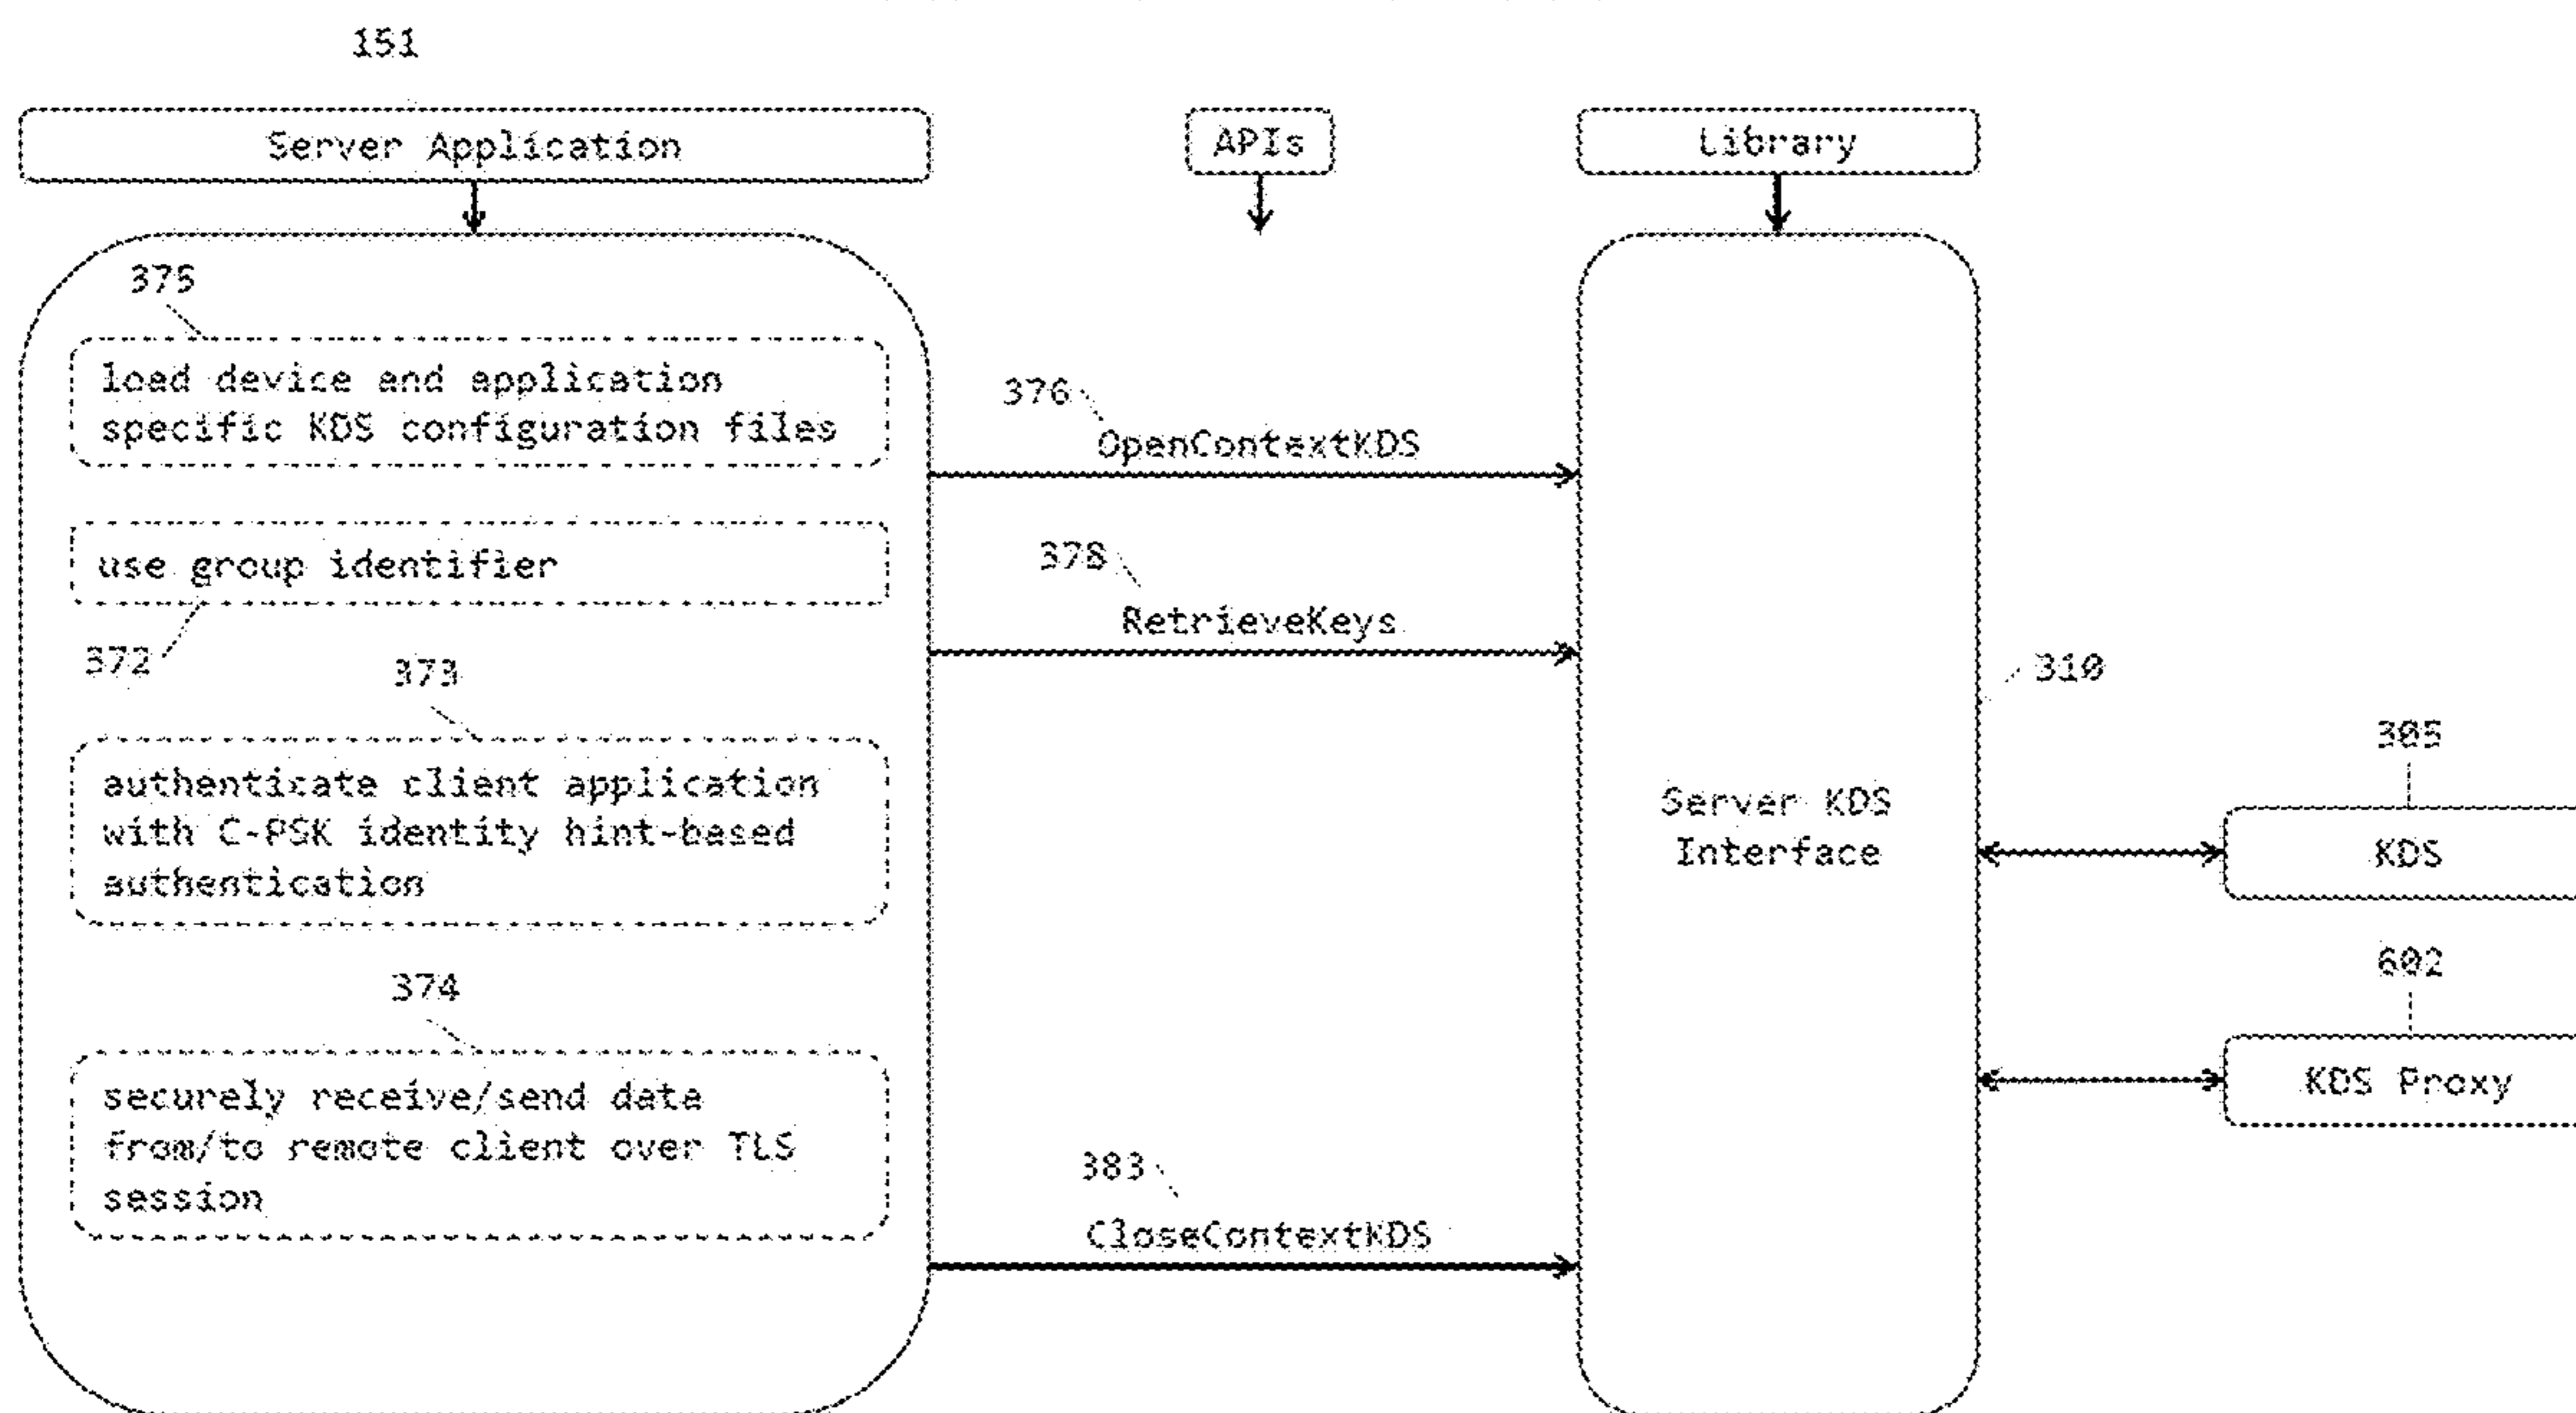 151
Server Application
APIs
Library
375
load device and application
specific KDS configuration files
376
OpenContextKDS
use group identifier
372
378
RetrieveKeys
373
authenticate client application
with C-PSK identity hint-based
authentication
374
securely receive/send data
from/to remote client over TLS
session
383
CloseContextKDS
Server KDS
Interface
310
305
KDS
602
KDS Proxy